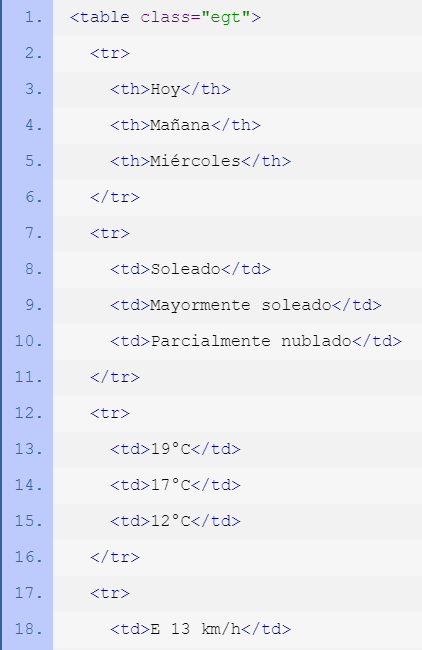 1. <table class="egt">
2. <tr>
3. <th>Hoy</th>
4. <th>Mañana</th>
5. <th>Miércoles</th>
6. </tr>
7. <tr>
8. <td>Soleado</td>
9. <td>Mayormente soleado</td>
10. <td>Parcialmente nublado</td>
11. </tr>
12. <tr>
13. <td>19°C</td>
14. <td>17°C</td>
15. <td>12°C</td>
16. </tr>
17. <tr>
18. <td>E 13 km/h</td>